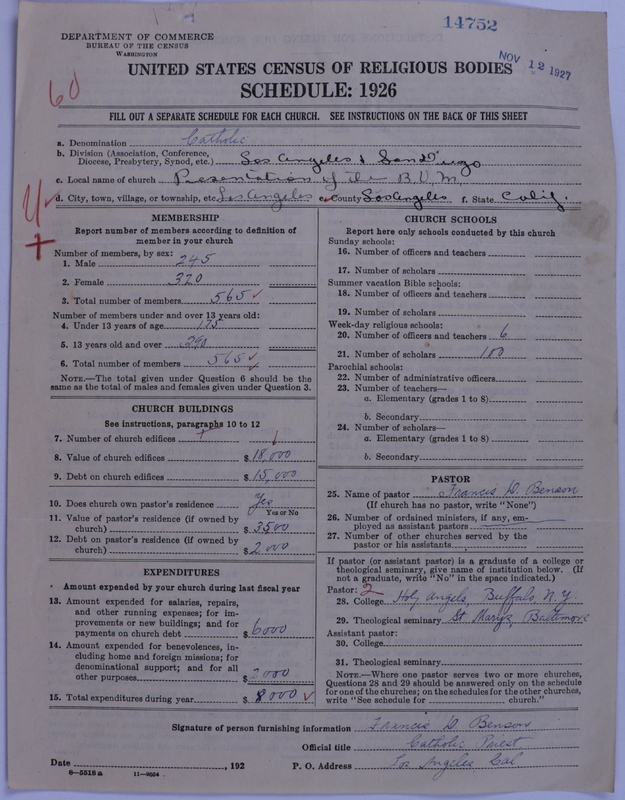 14752
DEPARTMENT OF COMMERCE
BUREAU OF THE CENSUS
WASHINGTON
NOV 12 1927
UNITED STATES CENSUS OF RELIGIOUS BODIES
SCHEDULE: 1926
60
FILL OUT A SEPARATE SCHEDULE FOR EACH CHURCH. SEE INSTRUCTIONS ON THE BACK OF THIS SHEET
a. Denomination Catholic
b. Division (Association, Conference,
Diocese, Presbytery, Synod, etc.) Los Angeles & San Diego
c. Local name of church Presentation of the B.V.M.
d. City, town, village, or township, etc. Los Angeles e. County Los Angeles f. State Calif.
MEMBERSHIP
Report number of members according to definition of
member in your church
Number of members, by sex:
1. Male 245
2. Female 320
3. Total number of members 565
Number of members under and over 13 years old:
4. Under 13 years of age 175
5. 13 years old and over 390
6. Total number of members 565
NOTE.—The total given under Question 6 should be the
same as the total of males and females given under Question 3.
CHURCH BUILDINGS
See instructions, paragraphs 10 to 12
7. Number of church edifices 1
8. Value of church edifices $ 18,000
9. Debt on church edifices $ 15,000
10. Does church own pastor's residence Yes
Yes or No
11. Value of pastor's residence (if owned by
church) $ 3500
12. Debt on pastor's residence (if owned by
church) $ 2000
EXPENDITURES
Amount expended by your church during last fiscal year
13. Amount expended for salaries, repairs,
and other running expenses; for im-
provements or new buildings; and for
payments on church debt $ 6000
14. Amount expended for benevolences, in-
cluding home and foreign missions; for
denominational support; and for all
other purposes $ 2000
15. Total expenditures during year $ 8000
CHURCH SCHOOLS
Report here only schools conducted by this church
Sunday schools:
16. Number of officers and teachers
17. Number of scholars
Summer vacation Bible schools:
18. Number of officers and teachers
19. Number of scholars
Week-day religious schools:
20. Number of officers and teachers 6
21. Number of scholars 180
Parochial schools:
22. Number of administrative officers
23. Number of teachers—
a. Elementary (grades 1 to 8)
b. Secondary
24. Number of scholars—
a. Elementary (grades 1 to 8)
b. Secondary
PASTOR
25. Name of pastor Francis D. Benson
(If church has no pastor, write "None")
26. Number of ordained ministers, if any, em-
ployed as assistant pastors
27. Number of other churches served by the
pastor or his assistants
If pastor (or assistant pastor) is a graduate of a college or
theological seminary, give name of institution below. (If
not a graduate, write "No" in the space indicated.)
Pastor: 2
28. College Holy Angels, Buffalo N.Y.
29. Theological seminary St Marys, Baltimore
Assistant pastor:
30. College
31. Theological seminary
NOTE.—Where one pastor serves two or more churches,
Questions 28 and 29 should be answered only on the schedule
for one of the churches; on the schedules for the other churches,
write "See schedule for church."
Signature of person furnishing information Francis D. Benson
Official title Catholic Priest
Date , 192 P. O. Address Los Angeles Cal
8—5518a 11—9054